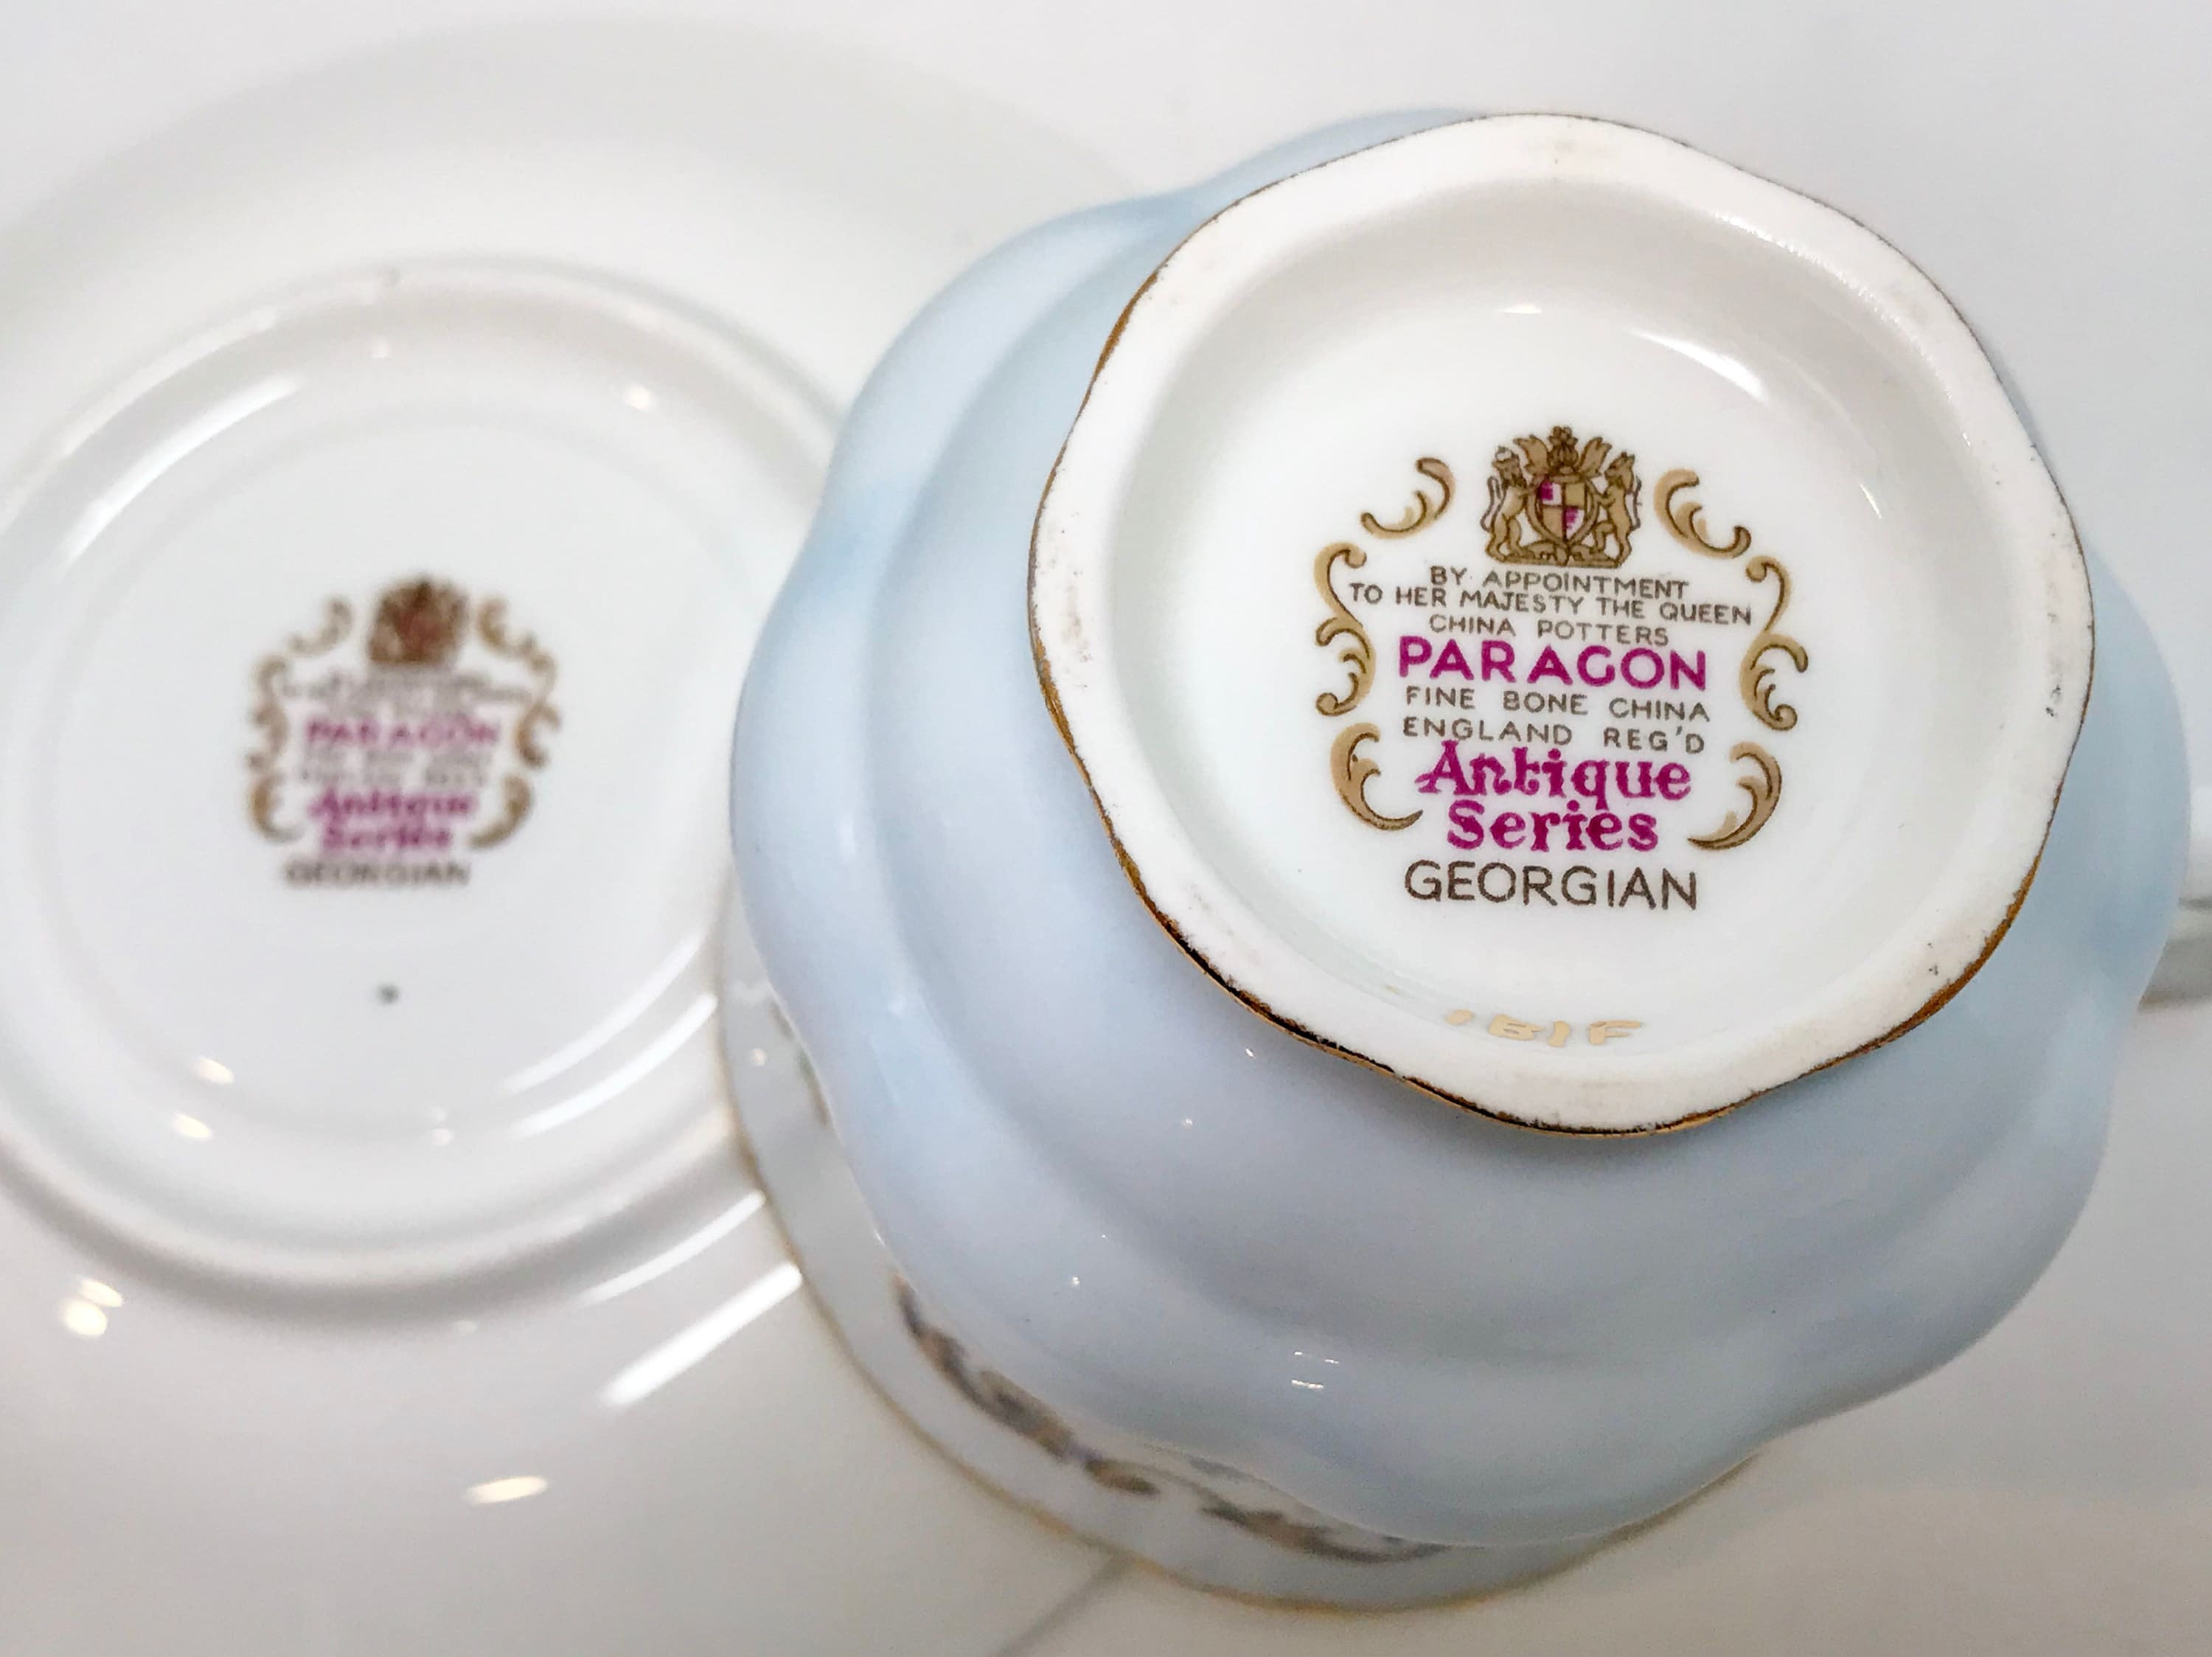 BY APPOINTMENT
TO HER MAJESTY THE QUEEN
CHINA POTTERS
PARAGON
FINE BONE CHINA
ENGLAND REG'D
Antique
Series
GEORGIAN
PARAGON
Antique
Series
GEORGIAN